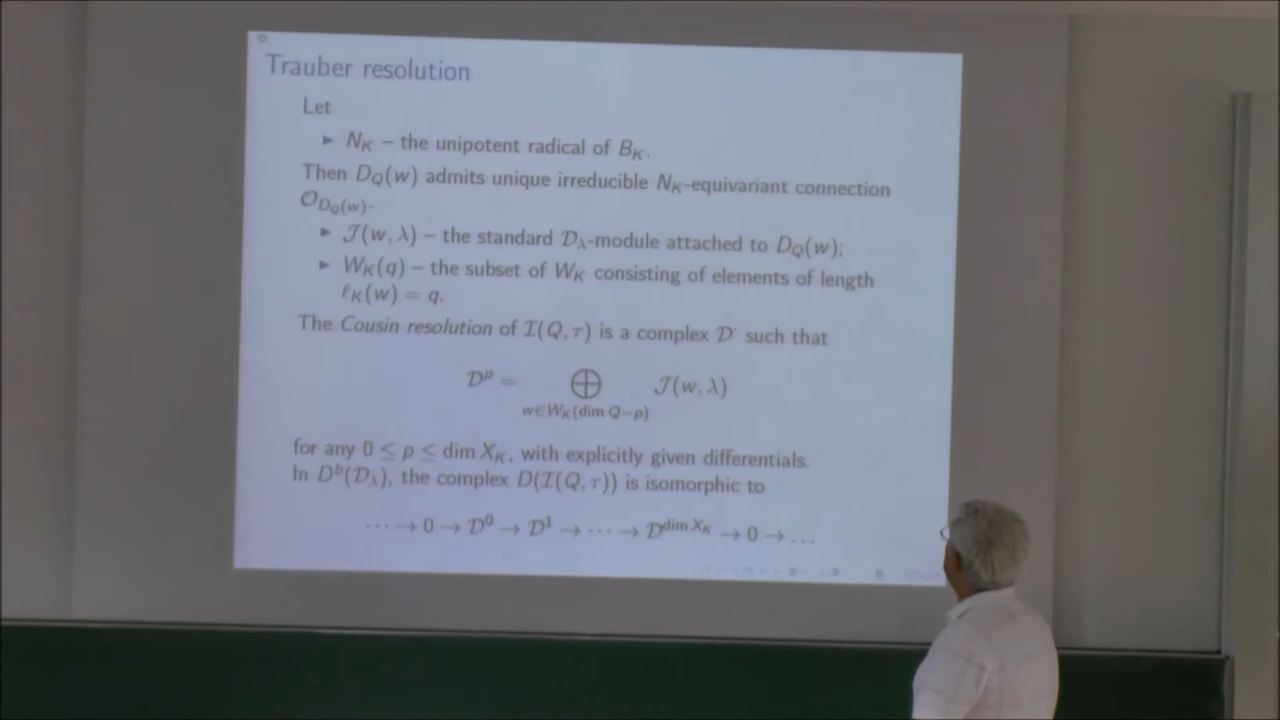 Trauber resolution
Let
► N_K – the unipotent radical of B_K.
Then D_Q(w) admits unique irreducible N_K-equivariant connection
𝒪_{D_Q(w)}.
► 𝒥(w, λ) – the standard 𝒟_λ-module attached to D_Q(w);
► W_K(q) – the subset of W_K consisting of elements of length
ℓ_K(w) = q.
The Cousin resolution of ℐ(Q, τ) is a complex 𝒟˙ such that
𝒟^p = ⨁_{w∈W_K(dim Q−p)} 𝒥(w, λ)
for any 0 ≤ p ≤ dim X_K, with explicitly given differentials.
In D^b(𝒟_λ), the complex D(ℐ(Q, τ)) is isomorphic to
⋯ → 0 → 𝒟^0 → 𝒟^1 → ⋯ → 𝒟^{dim X_K} → 0 → …